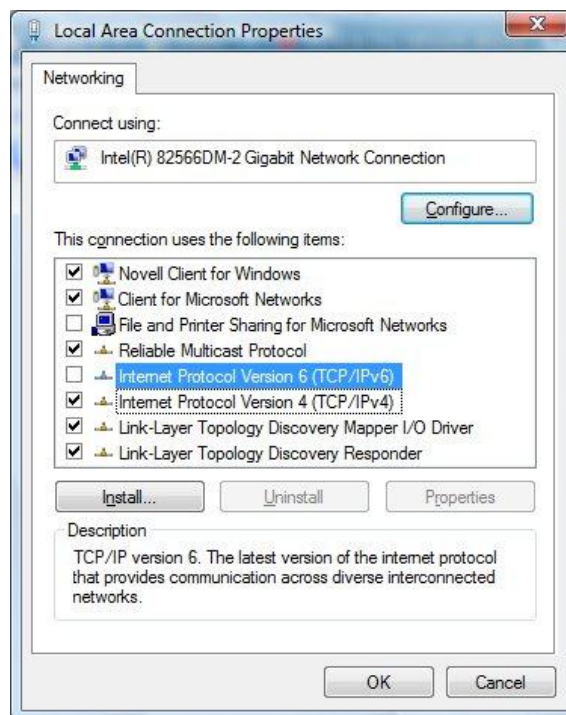 Local Area Connection Properties
Networking
Connect using:
Intel(R) 82566DM-2 Gigabit Network Connection
Configure...
This connection uses the following items:
Novell Client for Windows
Client for Microsoft Networks
File and Printer Sharing for Microsoft Networks
Reliable Multicast Protocol
Internet Protocol Version 6 (TCP/IPv6)
Internet Protocol Version 4 (TCP/IPv4)
Link-Layer Topology Discovery Mapper I/O Driver
Link-Layer Topology Discovery Responder
Install... Uninstall Properties
Description
TCP/IP version 6. The latest version of the internet protocol
that provides communication across diverse interconnected
networks.
OK Cancel